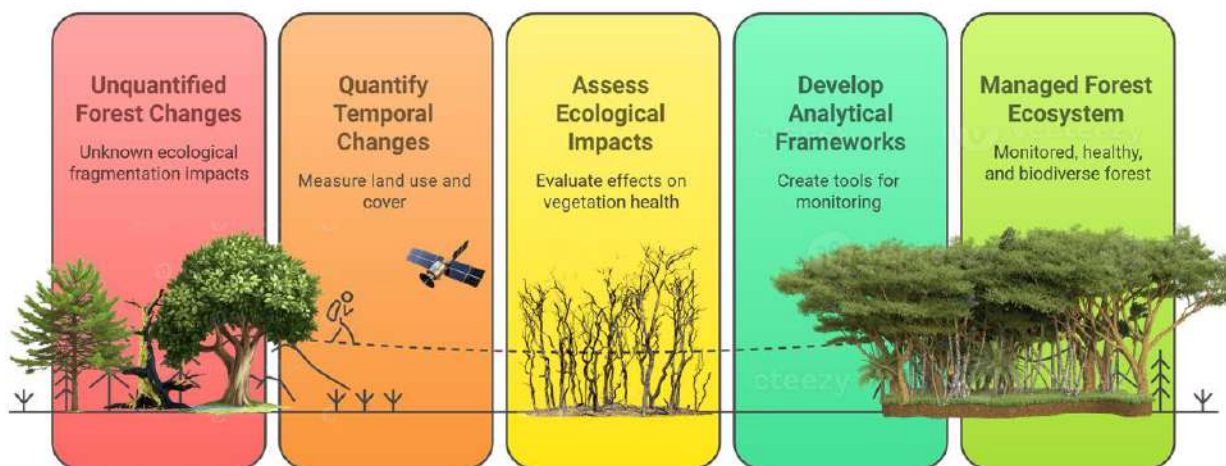 Unquantified
Forest Changes
Unknown ecological
fragmentation impacts
Quantify
Temporal
Changes
Measure land use and
cover
Assess
Ecological
Impacts
Evaluate effects on
vegetation health
Develop
Analytical
Frameworks
Create tools for
monitoring
Managed Forest
Ecosystem
Monitored, healthy,
and biodiverse forest